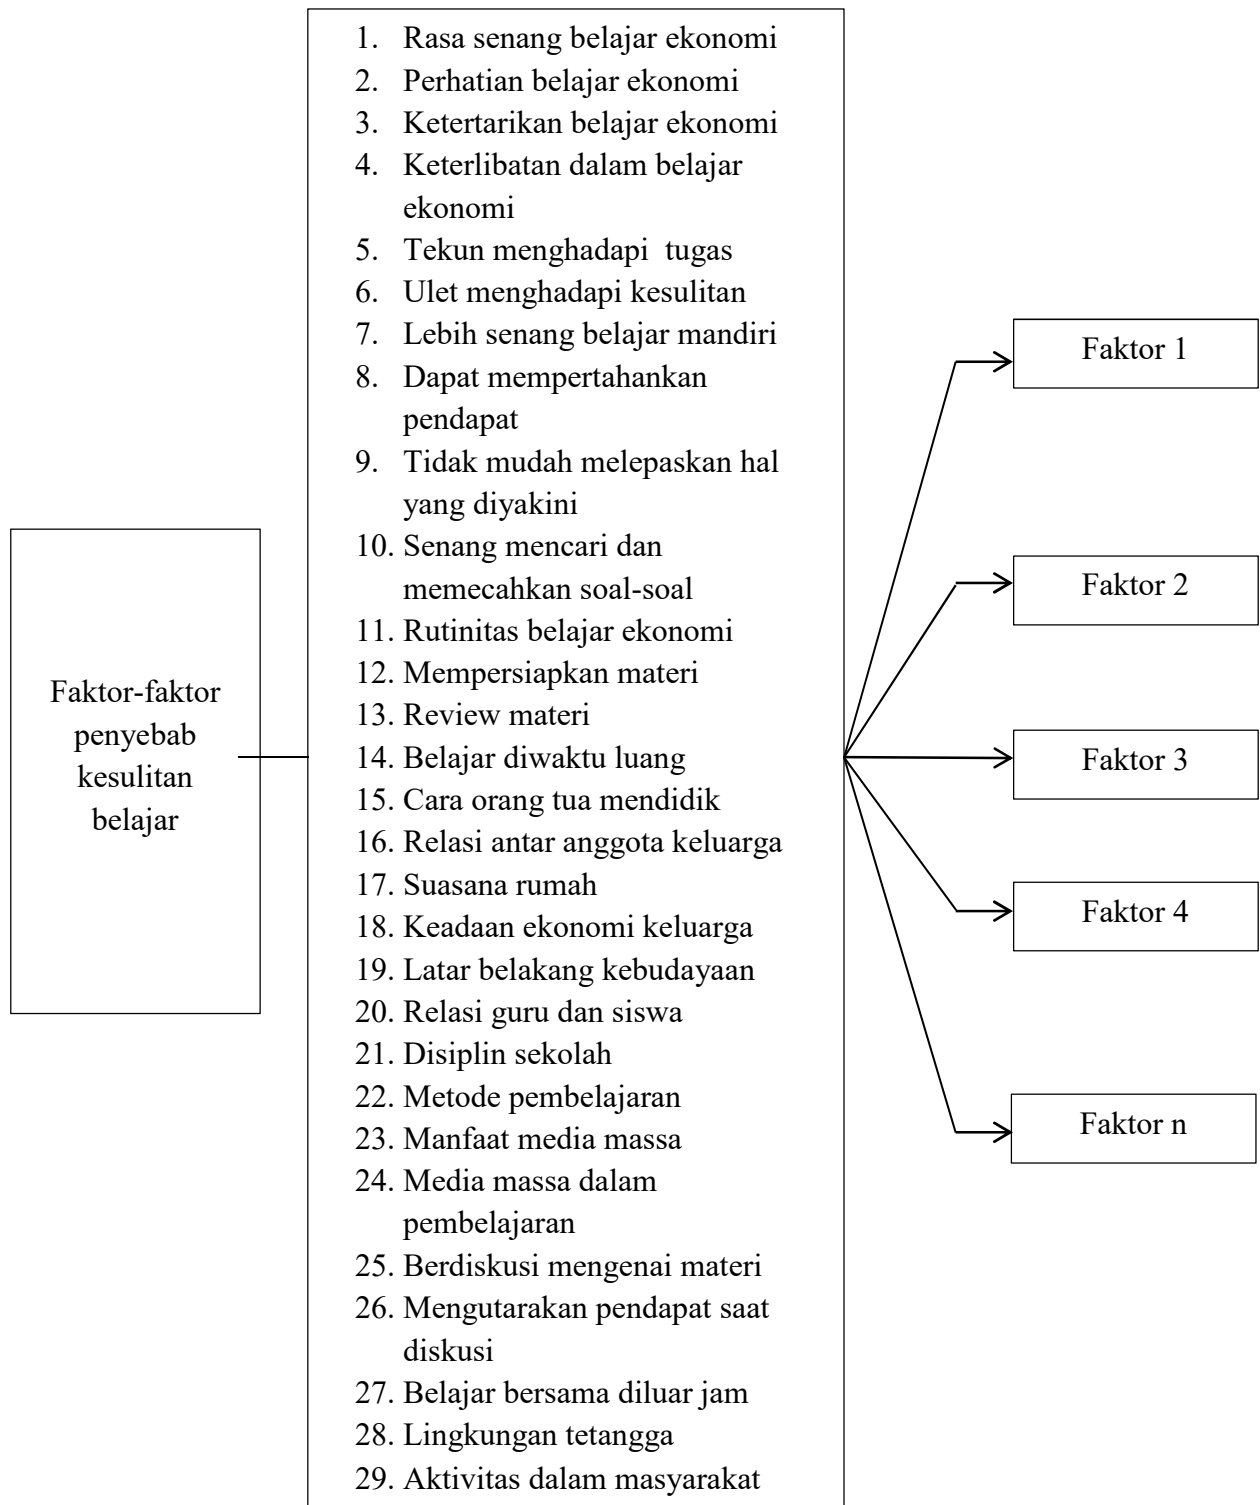 Faktor-faktor
penyebab
kesulitan
belajar
1. Rasa senang belajar ekonomi
2. Perhatian belajar ekonomi
3. Ketertarikan belajar ekonomi
4. Keterlibatan dalam belajar
ekonomi
5. Tekun menghadapi tugas
6. Ulet menghadapi kesulitan
7. Lebih senang belajar mandiri
8. Dapat mempertahankan
pendapat
9. Tidak mudah melepaskan hal
yang diyakini
10. Senang mencari dan
memecahkan soal-soal
11. Rutinitas belajar ekonomi
12. Mempersiapkan materi
13. Review materi
14. Belajar diwaktu luang
15. Cara orang tua mendidik
16. Relasi antar anggota keluarga
17. Suasana rumah
18. Keadaan ekonomi keluarga
19. Latar belakang kebudayaan
20. Relasi guru dan siswa
21. Disiplin sekolah
22. Metode pembelajaran
23. Manfaat media massa
24. Media massa dalam
pembelajaran
25. Berdiskusi mengenai materi
26. Mengutarakan pendapat saat
diskusi
27. Belajar bersama diluar jam
28. Lingkungan tetangga
29. Aktivitas dalam masyarakat
Faktor 1
Faktor 2
Faktor 3
Faktor 4
Faktor n